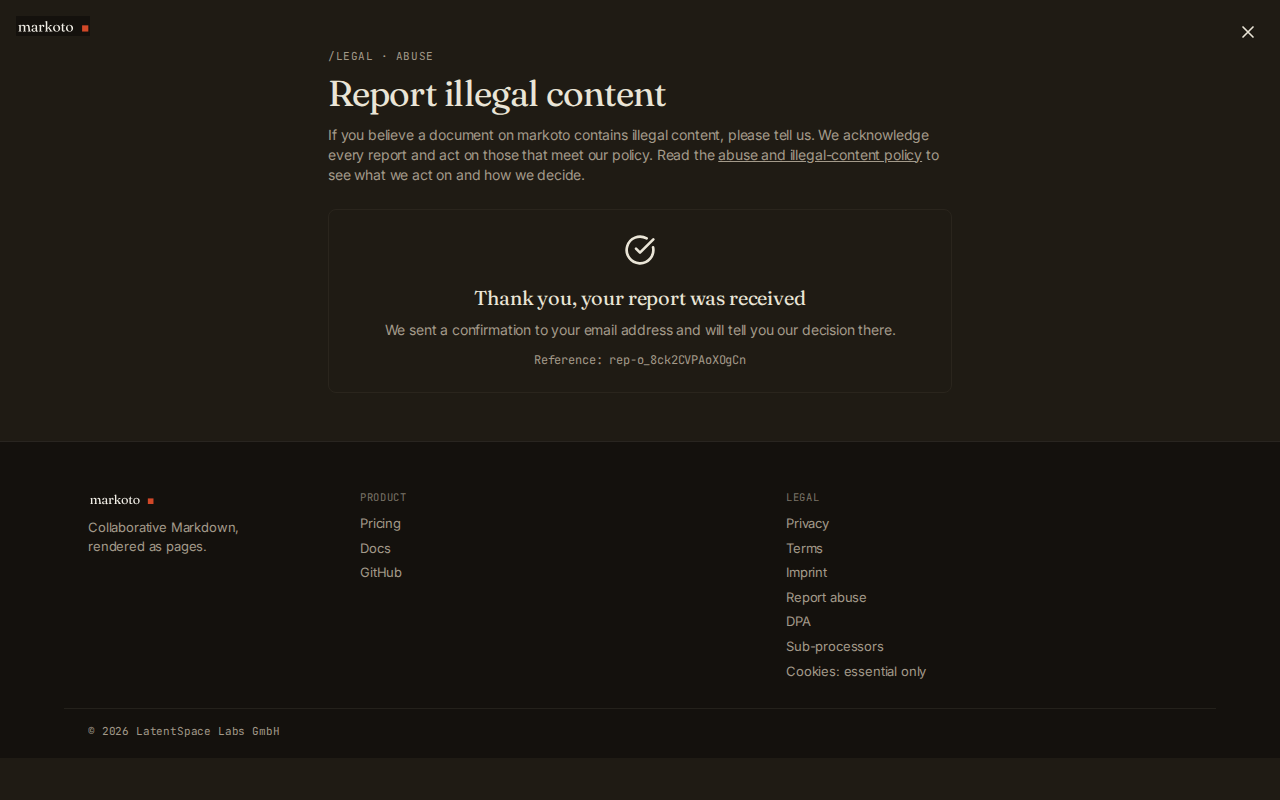 markoto
/LEGAL · ABUSE
Report illegal content
If you believe a document on markoto contains illegal content, please tell us. We acknowledge
every report and act on those that meet our policy. Read the abuse and illegal-content policy to
see what we act on and how we decide.
Thank you, your report was received
We sent a confirmation to your email address and will tell you our decision there.
Reference: rep-o_8ck2CVPAoXOgCn
markoto
Collaborative Markdown,
rendered as pages.
PRODUCT
Pricing
Docs
GitHub
LEGAL
Privacy
Terms
Imprint
Report abuse
DPA
Sub-processors
Cookies: essential only
© 2026 LatentSpace Labs GmbH